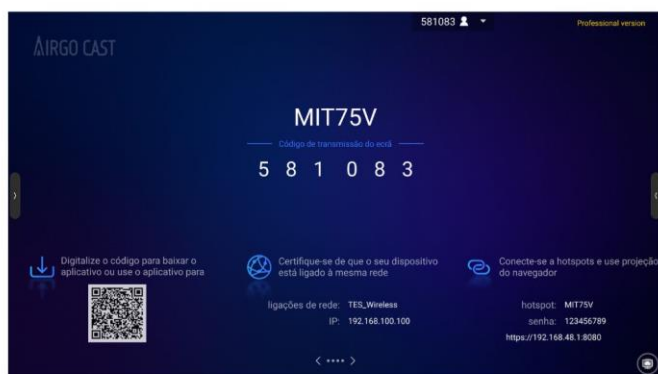 581083
Professional version
AIRGO CAST
MIT75V
Código de transmissão do ecrã
5 8 1 0 8 3
Digitalize o código para baixar o
aplicativo ou use o aplicativo para
Certifique-se de que o seu dispositivo
está ligado à mesma rede
ligações de rede: TES_Wireless
IP: 192.168.100.100
Conecte-se a hotspots e use projeção
do navegador
hotspot: MIT75V
senha: 123456789
https://192.168.48.1:8080